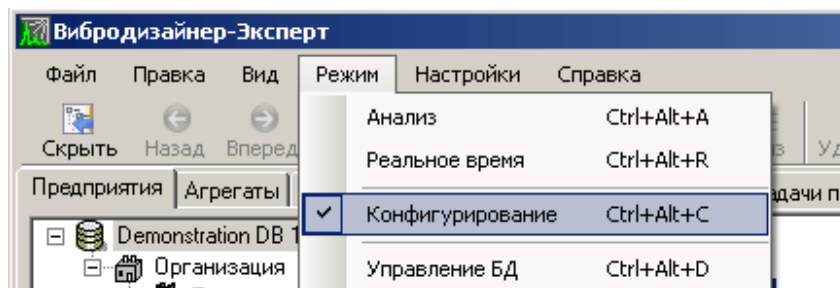 Вибродизайнер-Эксперт
Файл Правка Вид Режим Настройки Справка
Анализ Ctrl+Alt+A
Скрыть Назад Вперед
Реальное время Ctrl+Alt+R
Предприятия Агрегаты
Конфигурирование Ctrl+Alt+C
Demonstration DB 1
Организация
Управление БД Ctrl+Alt+D